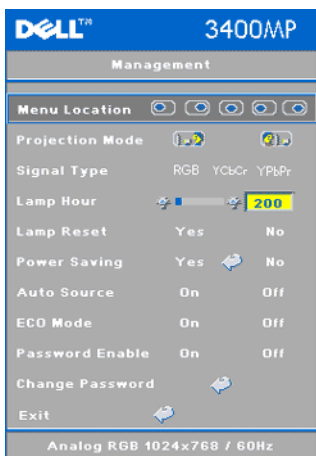 DELL™ 3400MP
Management
Menu Location
Projection Mode
Signal Type RGB YCbCr YPbPr
Lamp Hour 200
Lamp Reset Yes No
Power Saving Yes No
Auto Source On Off
ECO Mode On Off
Password Enable On Off
Change Password
Exit
Analog RGB 1024x768 / 60Hz